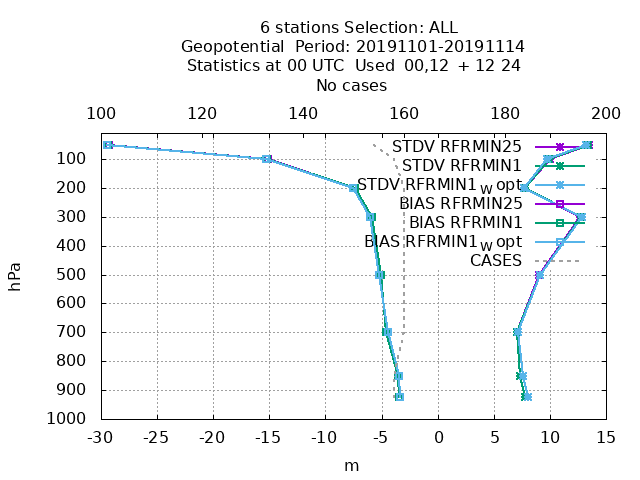 6 stations Selection: ALL
Geopotential  Period: 20191101-20191114
Statistics at 00 UTC  Used  00,12  + 12 24
No cases
100 120 140 160 180 200
STDV RFRMIN25
STDV RFRMIN1
STDV RFRMIN1w opt
BIAS RFRMIN25
BIAS RFRMIN1
BIAS RFRMIN1w opt
CASES
hPa
100
200
300
400
500
600
700
800
900
1000
-30 -25 -20 -15 -10 -5 0 5 10 15
m